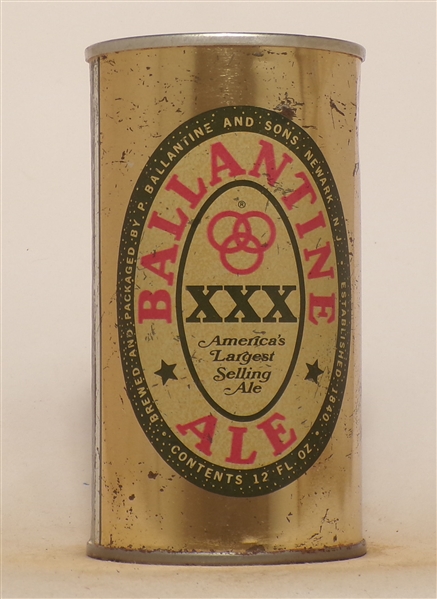 BREWED AND PACKAGED BY P. BALLANTINE AND SONS, NEWARK, N. J. ESTABLISHED 1840
BALLANTINE
®
XXX
America's
Largest
Selling
Ale
ALE
CONTENTS 12 FL. OZ.